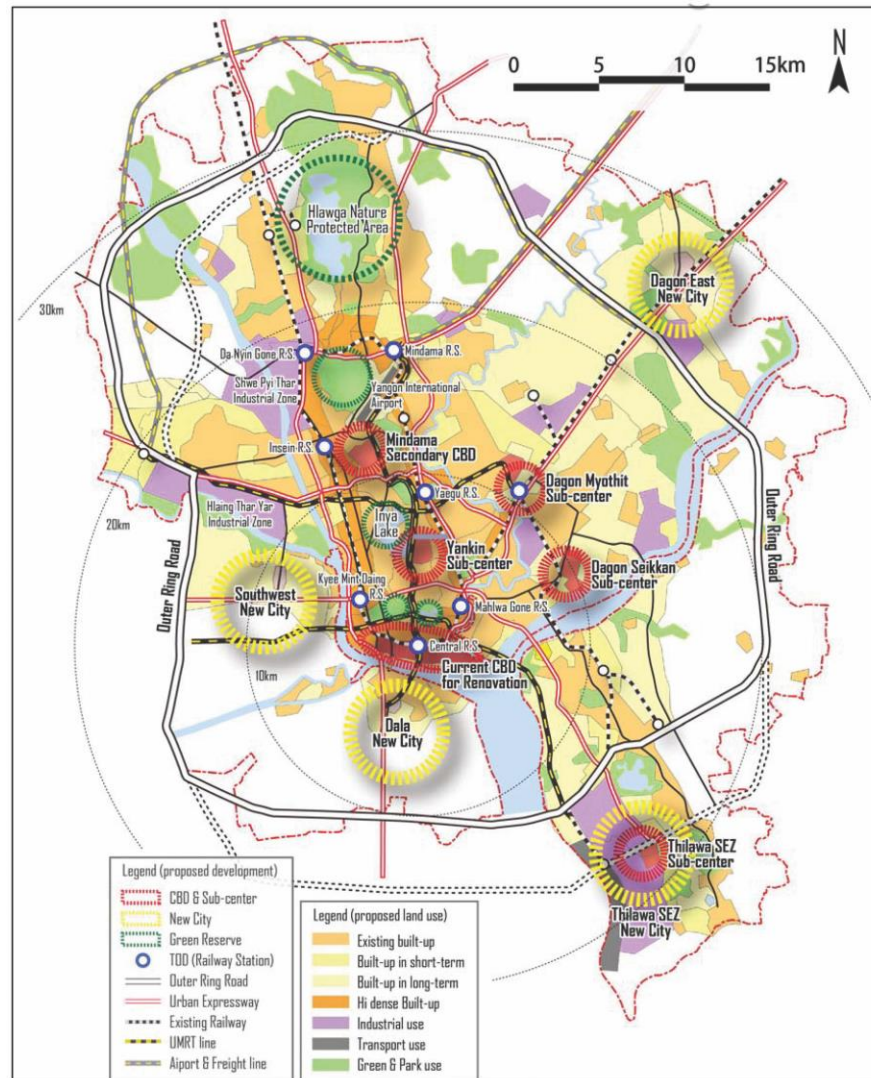 N
0 5 10 15km
Hlawga Nature
Protected Area
Dagon East
New City
30km
Da Nyin Gone R.S.
Mindama R.S.
Shwe Pyi Thar
Industrial Zone
Yangon International
Airport
Mindama
Secondary CBD
Insein R.S.
Dagon Myothit
Sub-center
Yaegu R.S.
Hlaing Thar Yar
Industrial Zone
20km
Inya
Lake
Outer Ring Road
Yankin
Sub-center
Dagon Seikkan
Sub-center
Kyee Mint Daing
R.S.
Southwest
New City
Outer Ring Road
Mahlwa Gone R.S.
Central R.S.
Current CBD
for Renovation
10km
Dala
New City
Thilawa SEZ
Sub-center
Thilawa SEZ
New City
Legend (proposed development)
CBD & Sub-center
New City
Green Reserve
TOD (Railway Station)
Outer Ring Road
Urban Expressway
Existing Railway
UMRT line
Aiport & Freight line
Legend (proposed land use)
Existing built-up
Built-up in short-term
Built-up in long-term
Hi dense Built-up
Industrial use
Transport use
Green & Park use